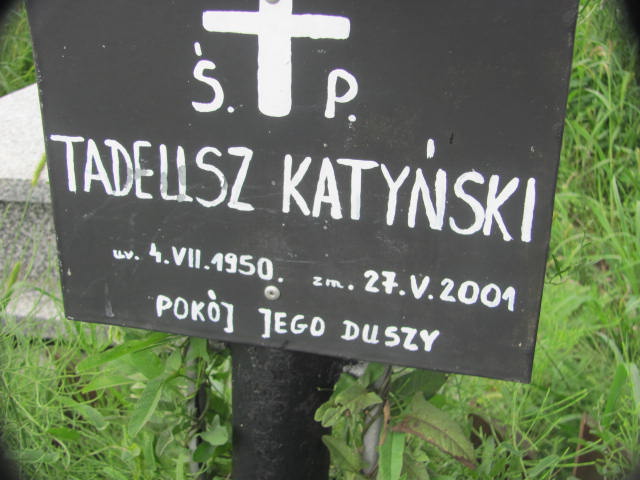 Ś. P.
TADEUSZ KATYŃSKI
ur. 4.VII.1950. zm. 27.V.2001
POKÓJ JEGO DUSZY